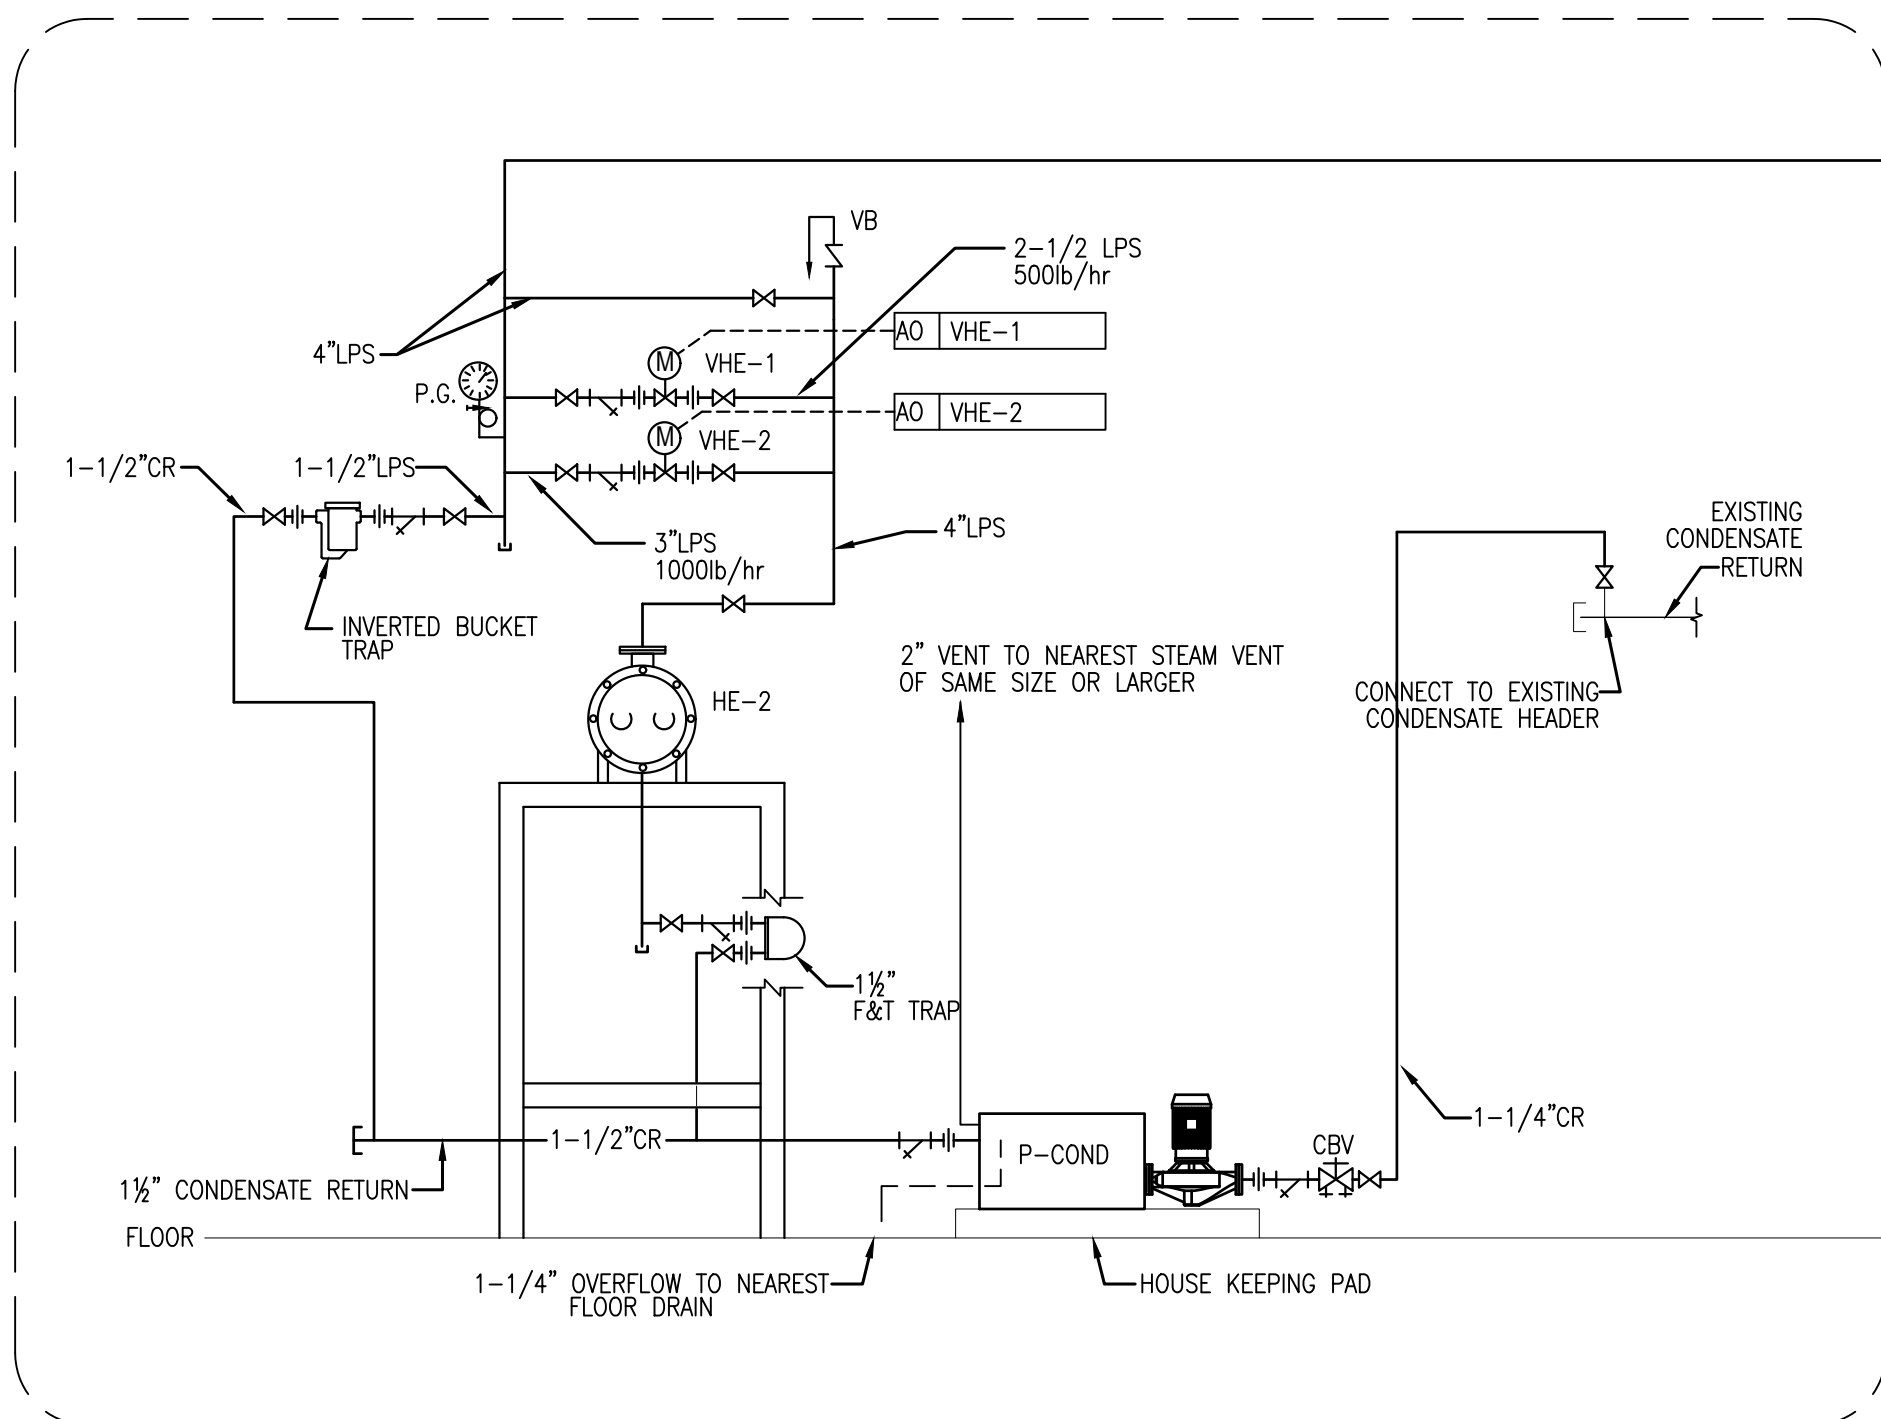 VB
2-1/2 LPS
500lb/hr
AO VHE-1
4"LPS
M VHE-1
P.G.
AO VHE-2
M VHE-2
1-1/2"CR
1-1/2"LPS
4"LPS
3"LPS
1000lb/hr
INVERTED BUCKET
TRAP
EXISTING
CONDENSATE
RETURN
2" VENT TO NEAREST STEAM VENT
OF SAME SIZE OR LARGER
HE-2
CONNECT TO EXISTING
CONDENSATE HEADER
1½"
F&T TRAP
1-1/4"CR
1-1/2"CR
P-COND
CBV
1½" CONDENSATE RETURN
FLOOR
1-1/4" OVERFLOW TO NEAREST
FLOOR DRAIN
HOUSE KEEPING PAD